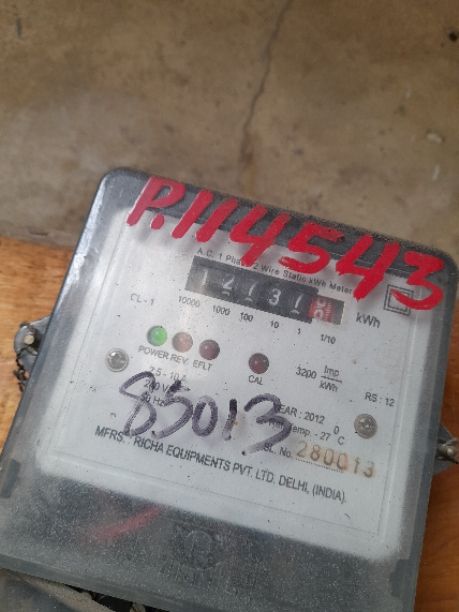 P.114543
A.C. 1 Phase 2 Wire Static kWh Meter
kWh
CL - 1 10000 1000 100 10 1 1/10
POWER REV. EFLT
CAL
3200 Imp/kWh
RS : 12
2.5 - 10 A
240 V
50 Hz
85013
YEAR : 2012
Temp. - 27 °C
SL. No. 280013
MFRS. : RICHA EQUIPMENTS PVT. LTD. DELHI, (INDIA).